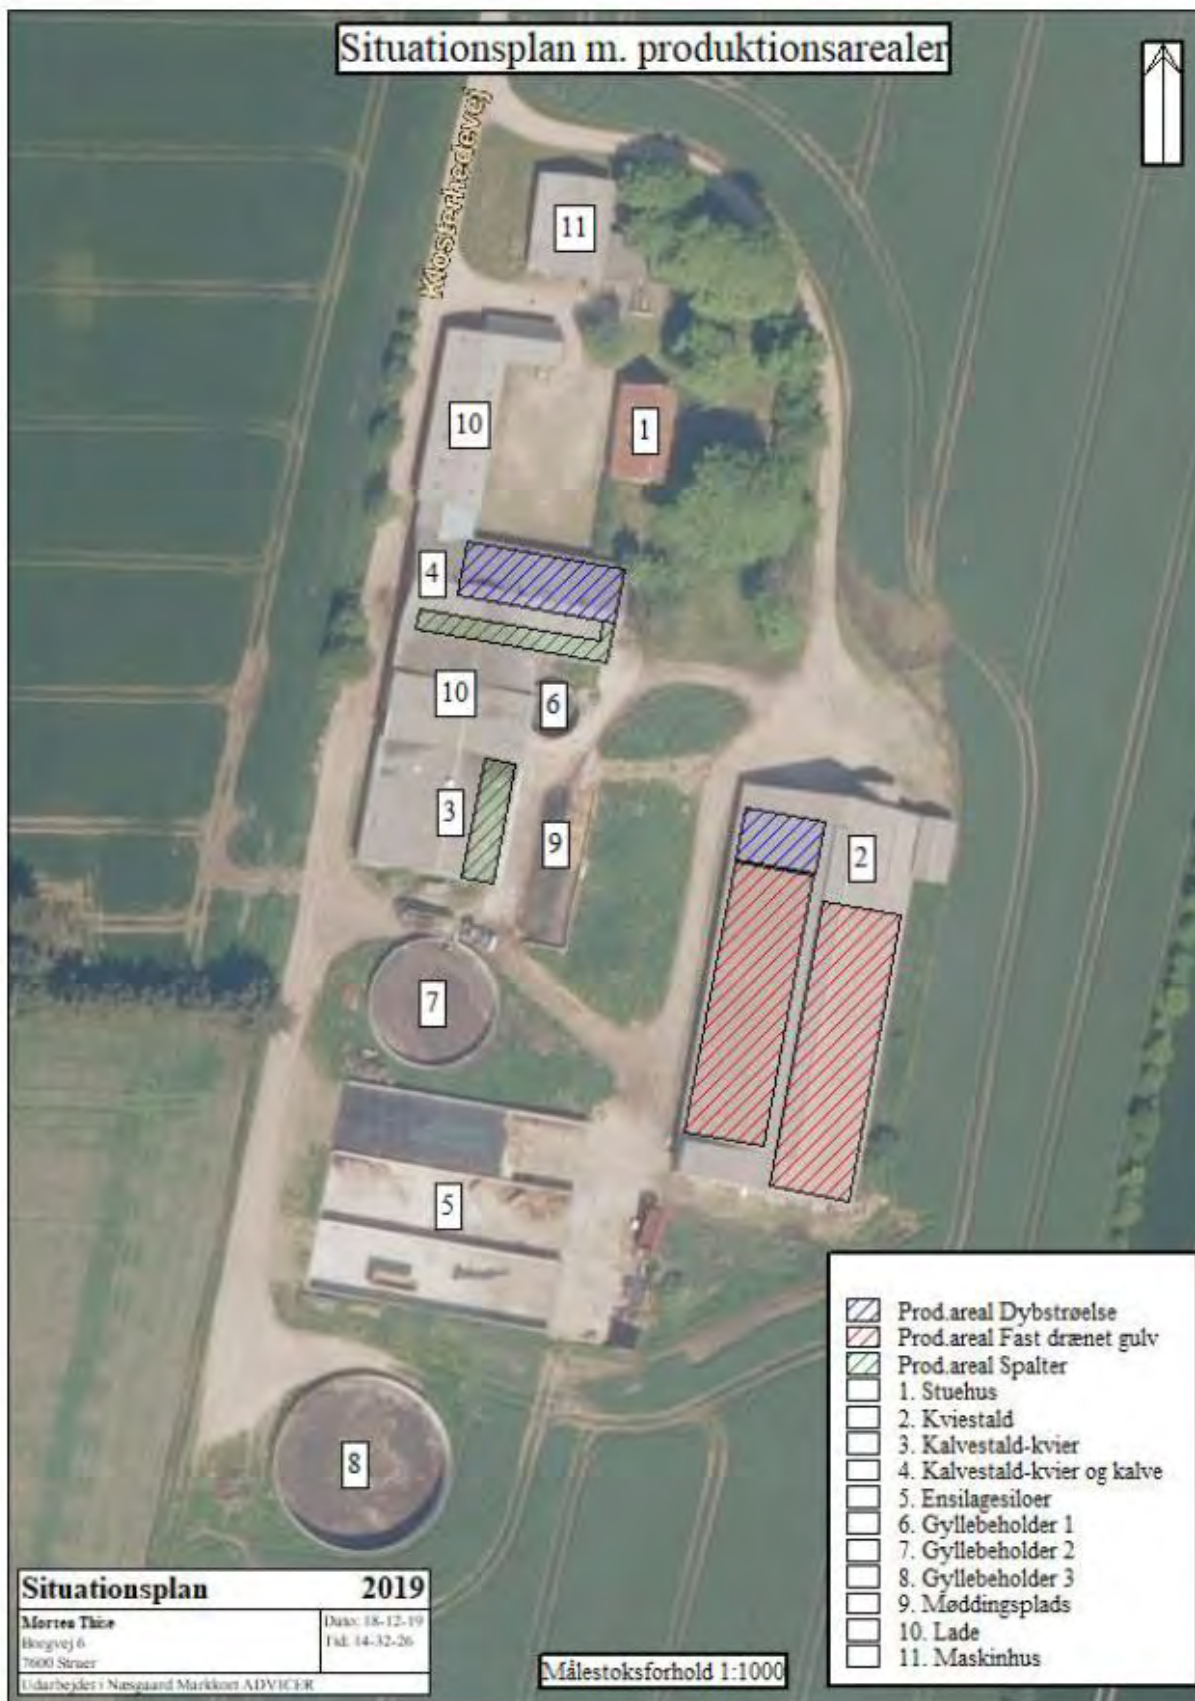 Situationsplan m. produktionsarealer
Klosterhedevej
11
10
1
4
10
6
3
9
2
7
5
8
Prod.areal Dybstrøelse
Prod.areal Fast drænet gulv
Prod.areal Spalter
1. Stuehus
2. Kviestald
3. Kalvestald-kvier
4. Kalvestald-kvier og kalve
5. Ensilagesiloer
6. Gyllebeholder 1
7. Gyllebeholder 2
8. Gyllebeholder 3
9. Møddingsplads
10. Lade
11. Maskinhus
Situationsplan 2019
Morten Thise
Borgvej 6
7600 Struer
Dato: 18-12-19
Tid: 14-32-26
Udarbejdet i Næsgaard Markkort ADVICER
Målestoksforhold 1:1000